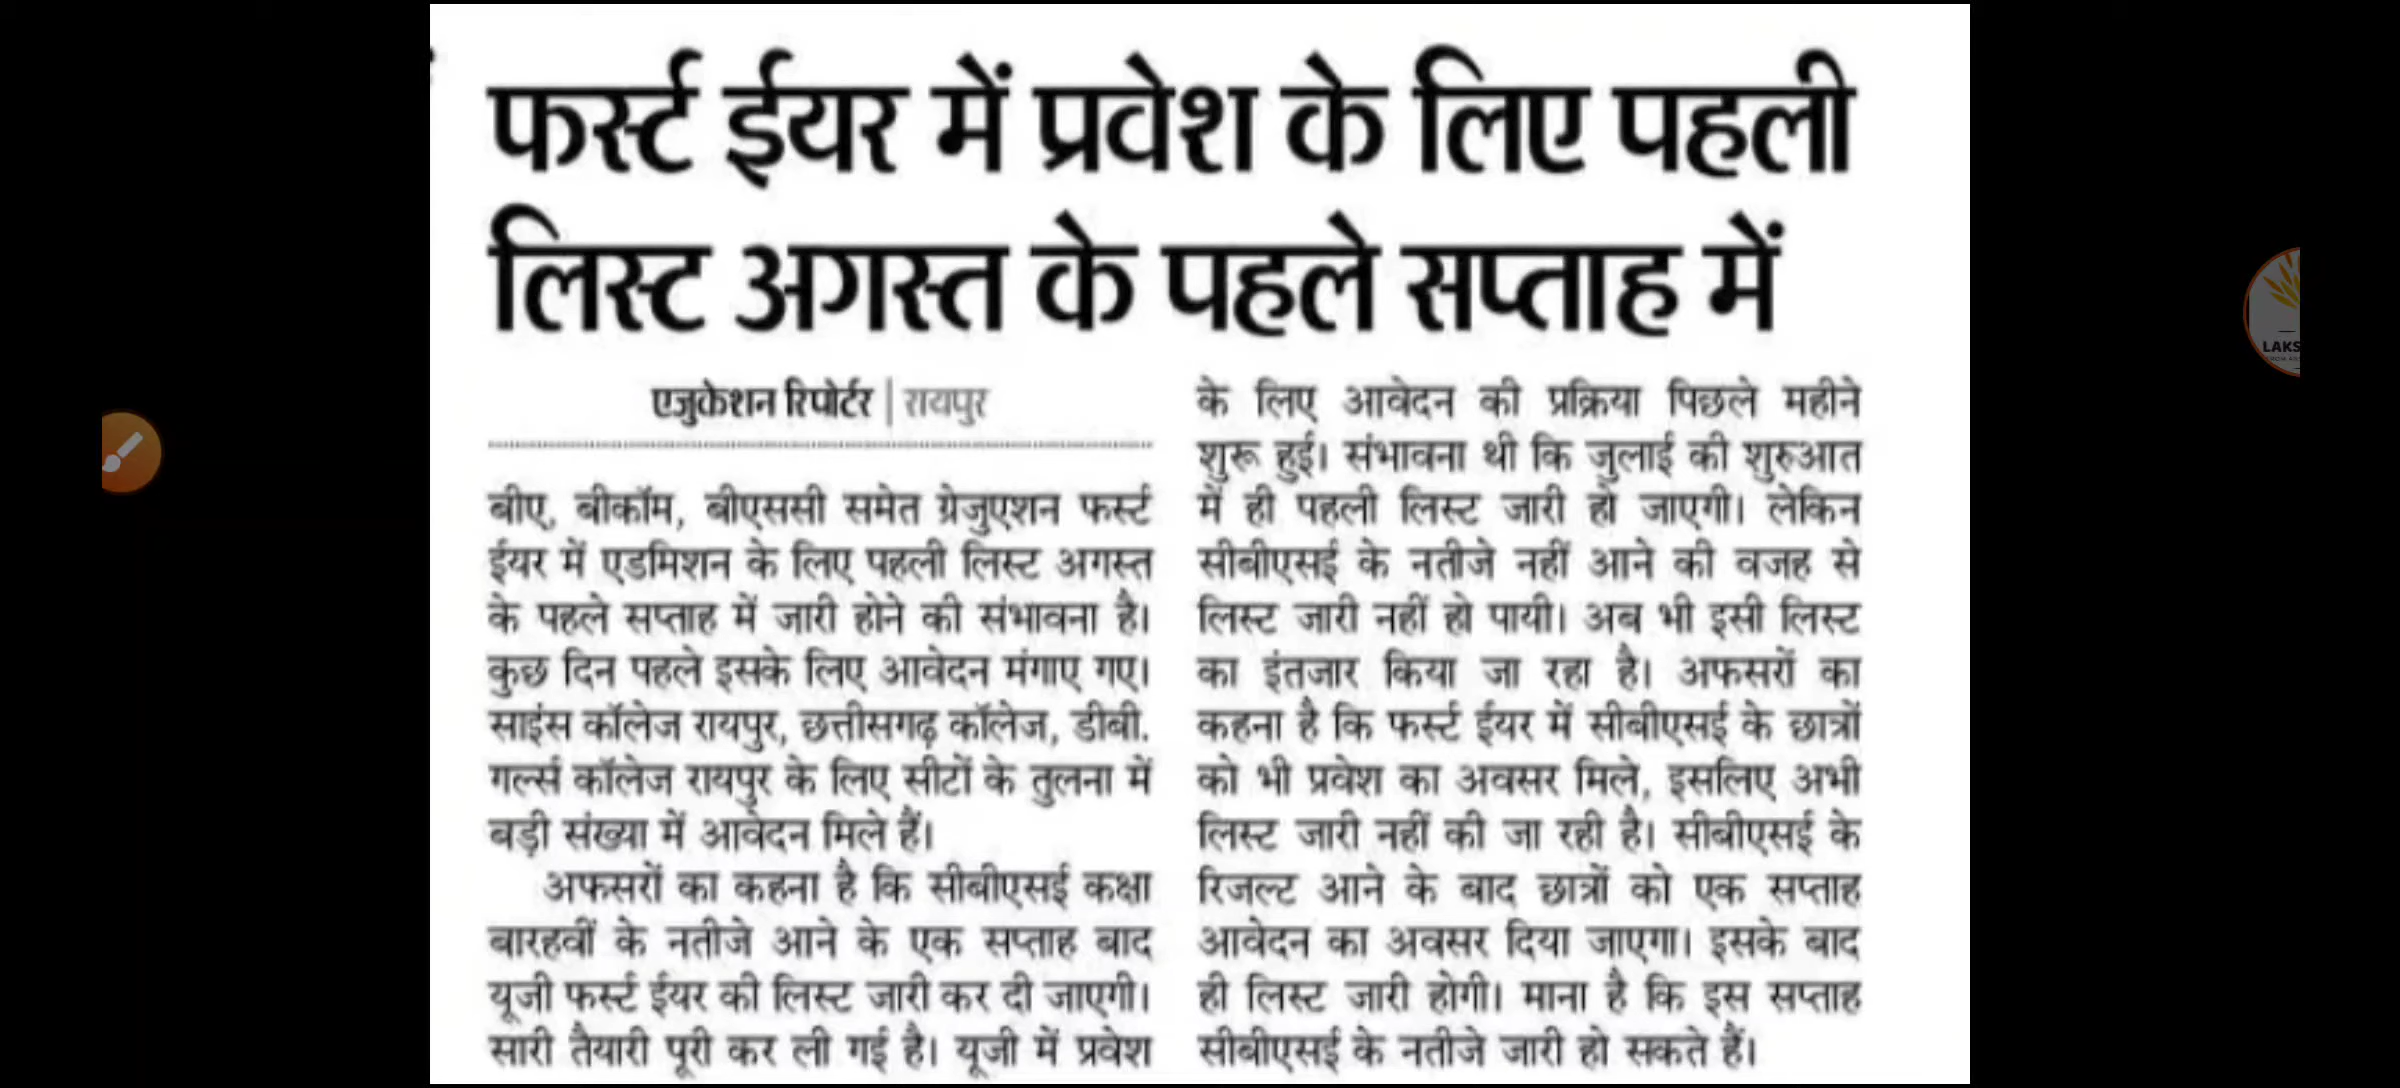 फर्स्ट ईयर में प्रवेश के लिए पहली
लिस्ट अगस्त के पहले सप्ताह में
एजुकेशन रिपोर्टर | रायपुर
बीए, बीकॉम, बीएससी समेत ग्रेजुएशन फर्स्ट
ईयर में एडमिशन के लिए पहली लिस्ट अगस्त
के पहले सप्ताह में जारी होने की संभावना है।
कुछ दिन पहले इसके लिए आवेदन मंगाए गए।
साइंस कॉलेज रायपुर, छत्तीसगढ़ कॉलेज, डीबी.
गर्ल्स कॉलेज रायपुर के लिए सीटों के तुलना में
बड़ी संख्या में आवेदन मिले हैं।
अफसरों का कहना है कि सीबीएसई कक्षा
बारहवीं के नतीजे आने के एक सप्ताह बाद
यूजी फर्स्ट ईयर की लिस्ट जारी कर दी जाएगी।
सारी तैयारी पूरी कर ली गई है। यूजी में प्रवेश
के लिए आवेदन की प्रक्रिया पिछले महीने
शुरू हुई। संभावना थी कि जुलाई की शुरुआत
में ही पहली लिस्ट जारी हो जाएगी। लेकिन
सीबीएसई के नतीजे नहीं आने की वजह से
लिस्ट जारी नहीं हो पायी। अब भी इसी लिस्ट
का इंतजार किया जा रहा है। अफसरों का
कहना है कि फर्स्ट ईयर में सीबीएसई के छात्रों
को भी प्रवेश का अवसर मिले, इसलिए अभी
लिस्ट जारी नहीं की जा रही है। सीबीएसई के
रिजल्ट आने के बाद छात्रों को एक सप्ताह
आवेदन का अवसर दिया जाएगा। इसके बाद
ही लिस्ट जारी होगी। माना है कि इस सप्ताह
सीबीएसई के नतीजे जारी हो सकते हैं।
LAKS